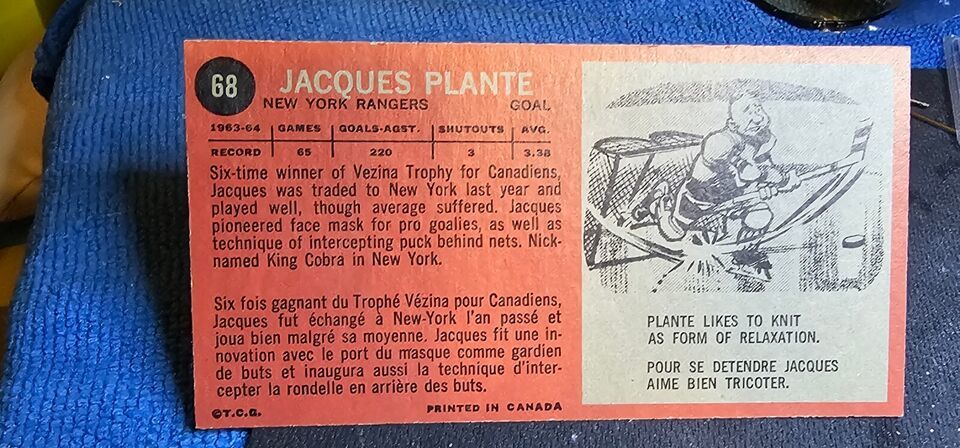 68
JACQUES PLANTE
NEW YORK RANGERS GOAL
1963-64 GAMES GOALS-AGST. SHUTOUTS AVG.
RECORD 65 220 3 3.38
Six-time winner of Vezina Trophy for Canadiens,
Jacques was traded to New York last year and
played well, though average suffered. Jacques
pioneered face mask for pro goalies, as well as
technique of intercepting puck behind nets. Nick-
named King Cobra in New York.
Six fois gagnant du Trophé Vézina pour Canadiens,
Jacques fut échangé à New-York l'an passé et
joua bien malgré sa moyenne. Jacques fit une in-
novation avec le port du masque comme gardien
de buts et inaugura aussi la technique d'inter-
cepter la rondelle en arrière des buts.
©T.C.G. PRINTED IN CANADA
PLANTE LIKES TO KNIT
AS FORM OF RELAXATION.
POUR SE DETENDRE JACQUES
AIME BIEN TRICOTER.